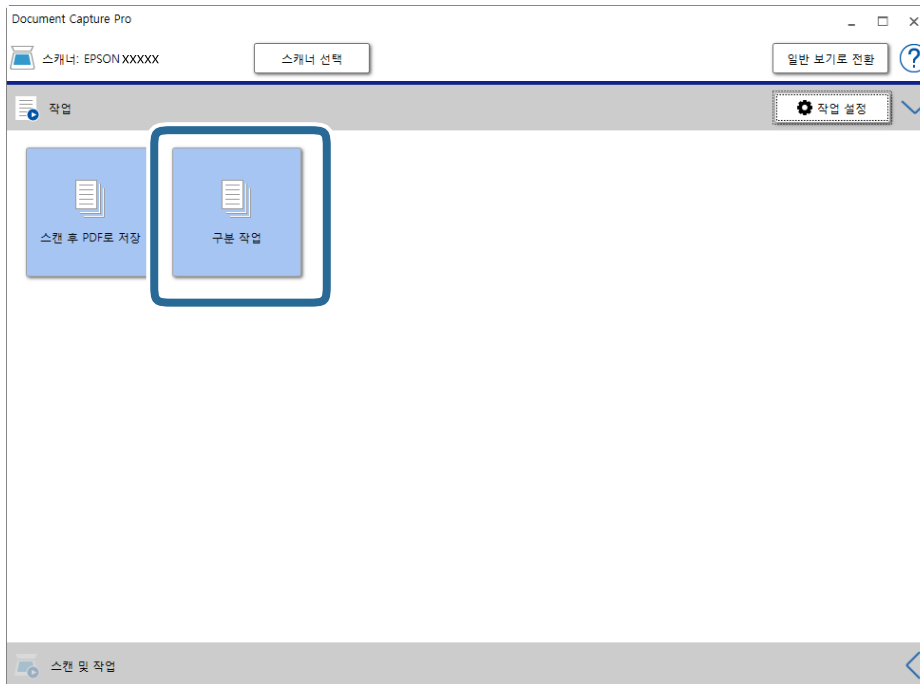 Document Capture Pro
스캐너: EPSON XXXXX
스캐너 선택
일반 보기로 전환
?
작업
작업 설정
스캔 후 PDF로 저장
구분 작업
스캔 및 작업